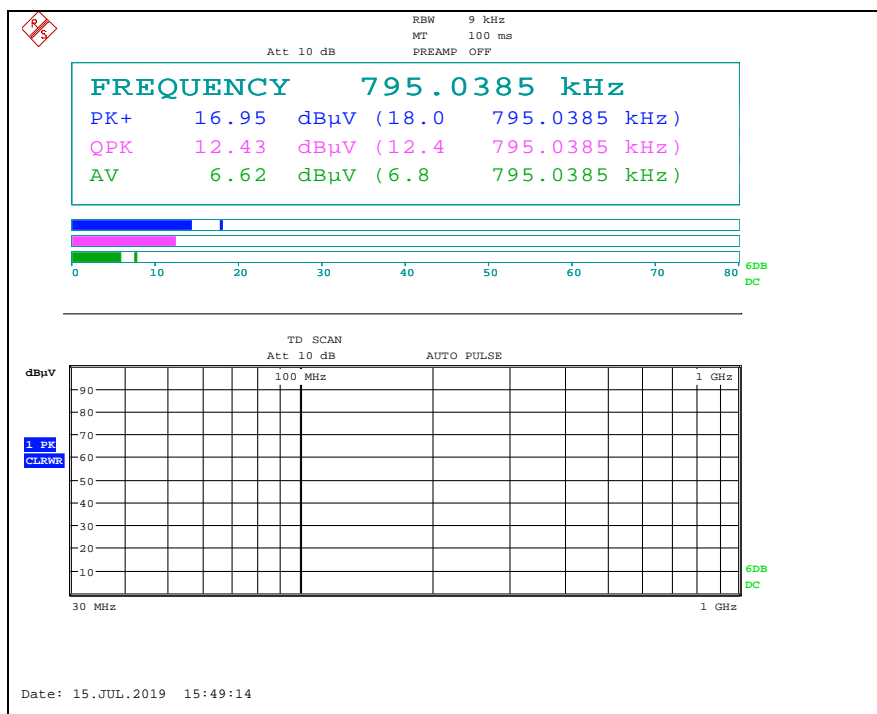 R
S
RBW 9 kHz
MT 100 ms
Att 10 dB PREAMP OFF
FREQUENCY 795.0385 kHz
PK+ 16.95 dBµV (18.0 795.0385 kHz)
QPK 12.43 dBµV (12.4 795.0385 kHz)
AV 6.62 dBµV (6.8 795.0385 kHz)
0 10 20 30 40 50 60 70 80
6DB
DC
TD SCAN
Att 10 dB AUTO PULSE
dBµV
100 MHz 1 GHz
90
80
70
1 PK
CLRWR
60
50
40
30
20
10
6DB
DC
30 MHz 1 GHz
Date: 15.JUL.2019 15:49:14